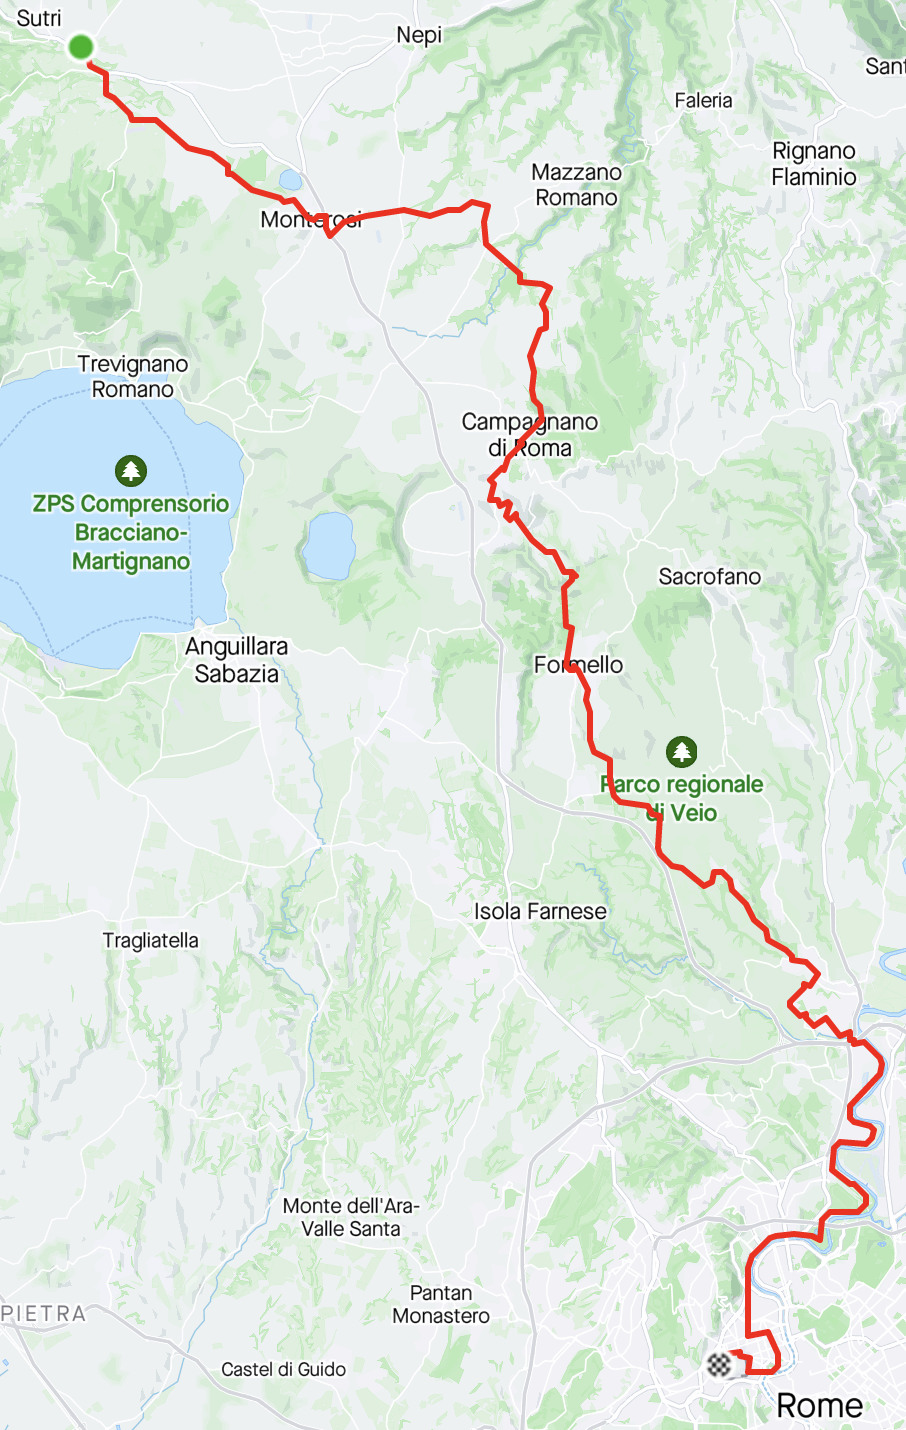 Sutri
Nepi
Sant
Faleria
Rignano
Flaminio
Mazzano
Romano
Monterosi
Trevignano
Romano
Campagnano
di Roma
ZPS Comprensorio
Bracciano-
Martignano
Sacrofano
Anguillara
Sabazia
Formello
Parco regionale
di Veio
Isola Farnese
Tragliatella
Monte dell'Ara-
Valle Santa
Pantan
Monastero
PIETRA
Castel di Guido
Rome